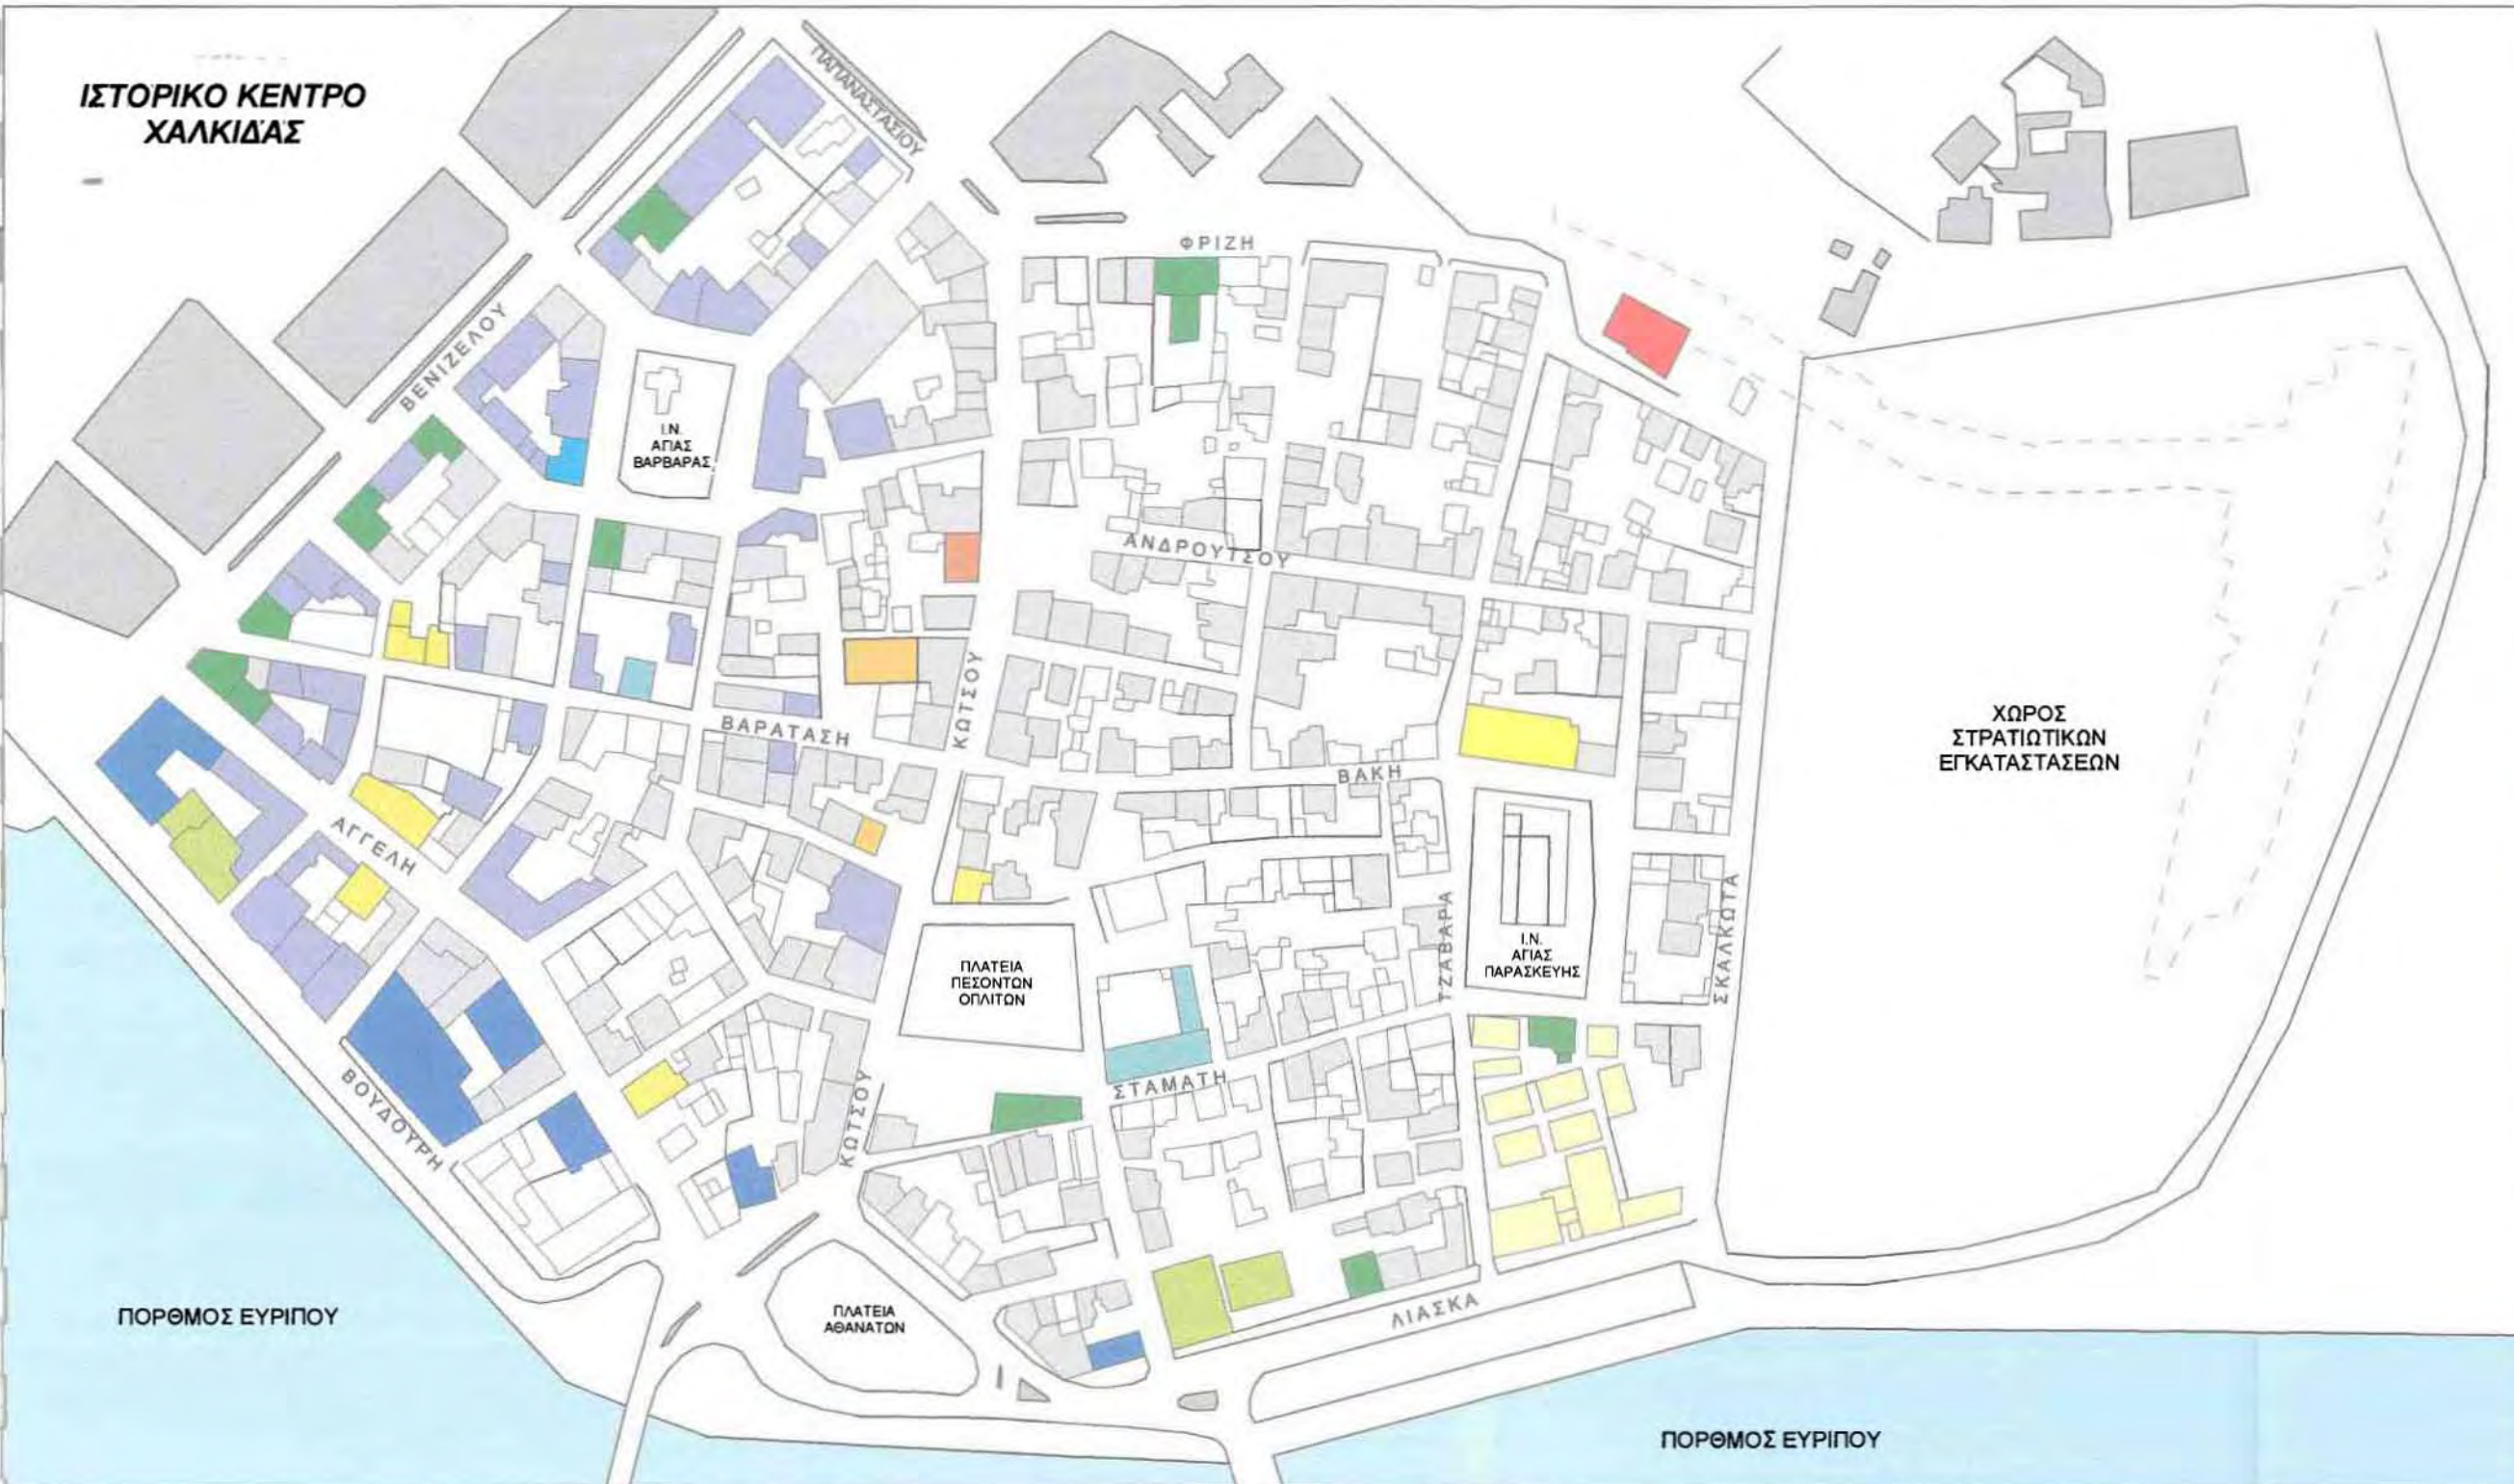 ΙΣΤΟΡΙΚΟ ΚΕΝΤΡΟ
ΧΑΛΚΙΔΑΣ
ΠΑΠΑΝΑΣΤΑΣΙΟΥ
ΦΡΙΖΗ
ΒΕΝΙΖΕΛΟΥ
Ι.Ν.
ΑΓΙΑΣ
ΒΑΡΒΑΡΑΣ
ΑΝΔΡΟΥΤΣΟΥ
ΚΩΤΣΟΥ
ΒΑΡΑΤΑΣΗ
ΧΩΡΟΣ
ΣΤΡΑΤΙΩΤΙΚΩΝ
ΕΓΚΑΤΑΣΤΑΣΕΩΝ
ΒΑΚΗ
ΑΓΓΕΛΗ
ΤΖΑΒΑΡΑ
ΣΚΑΛΚΩΤΑ
Ι.Ν.
ΑΓΙΑΣ
ΠΑΡΑΣΚΕΥΗΣ
ΠΛΑΤΕΙΑ
ΠΕΣΟΝΤΩΝ
ΟΠΛΙΤΩΝ
ΣΤΑΜΑΤΗ
ΒΟΥΔΟΥΡΗ
ΚΩΤΣΟΥ
ΠΟΡΘΜΟΣ ΕΥΡΙΠΟΥ
ΠΛΑΤΕΙΑ
ΑΘΑΝΑΤΩΝ
ΛΙΑΣΚΑ
ΠΟΡΘΜΟΣ ΕΥΡΙΠΟΥ